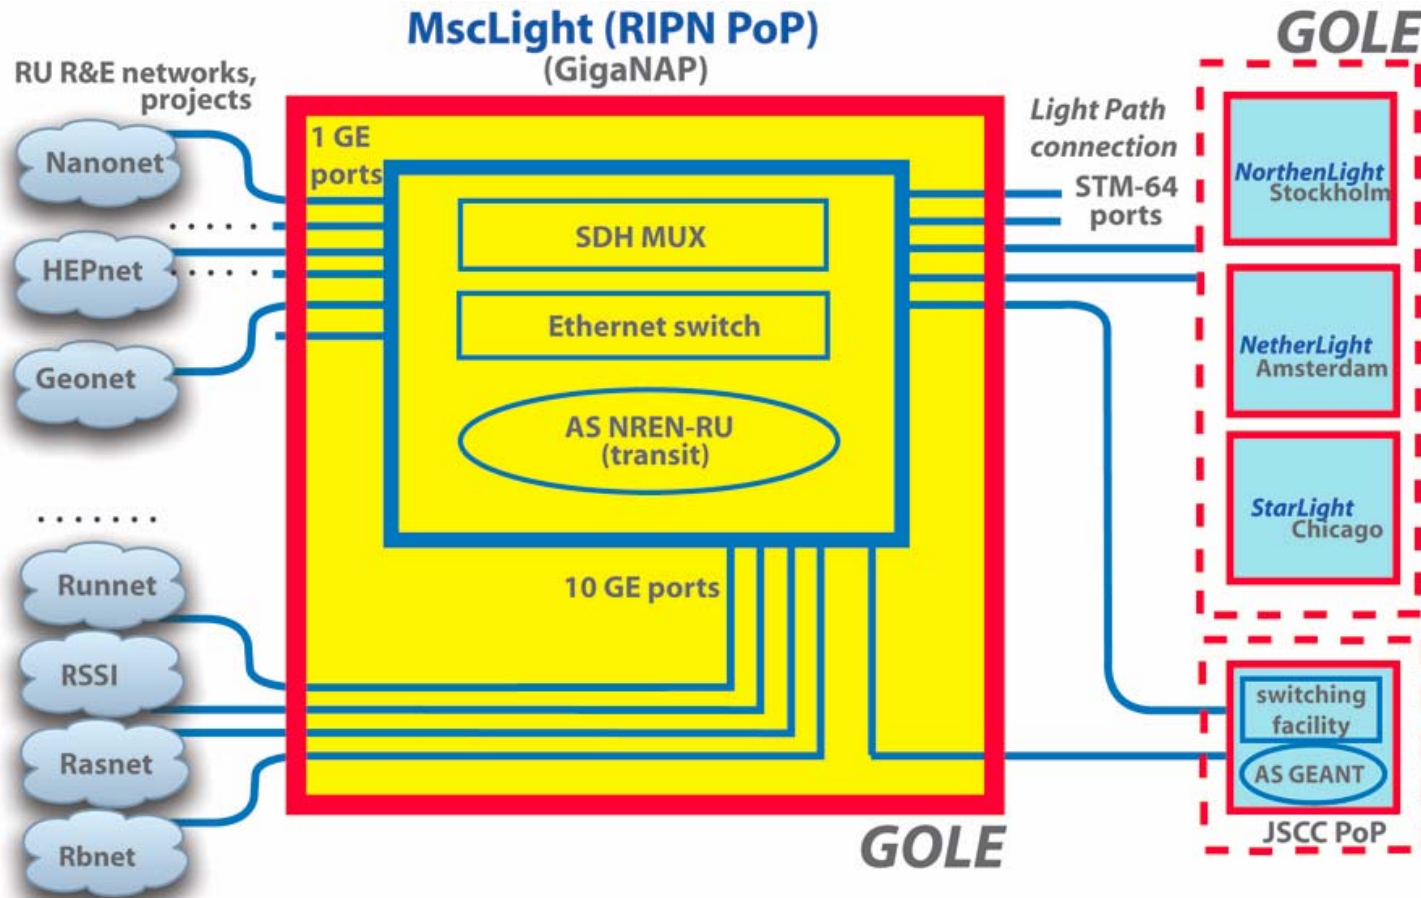 MscLight (RIPN PoP)
(GigaNAP)
GOLE
RU R&E networks,
projects
Nanonet
HEPnet
Geonet
Runnet
RSSI
Rasnet
Rbnet
1 GE
ports
SDH MUX
Ethernet switch
AS NREN-RU
(transit)
10 GE ports
GOLE
Light Path
connection
STM-64
ports
NorthenLight
Stockholm
NetherLight
Amsterdam
StarLight
Chicago
switching
facility
AS GEANT
JSCC PoP